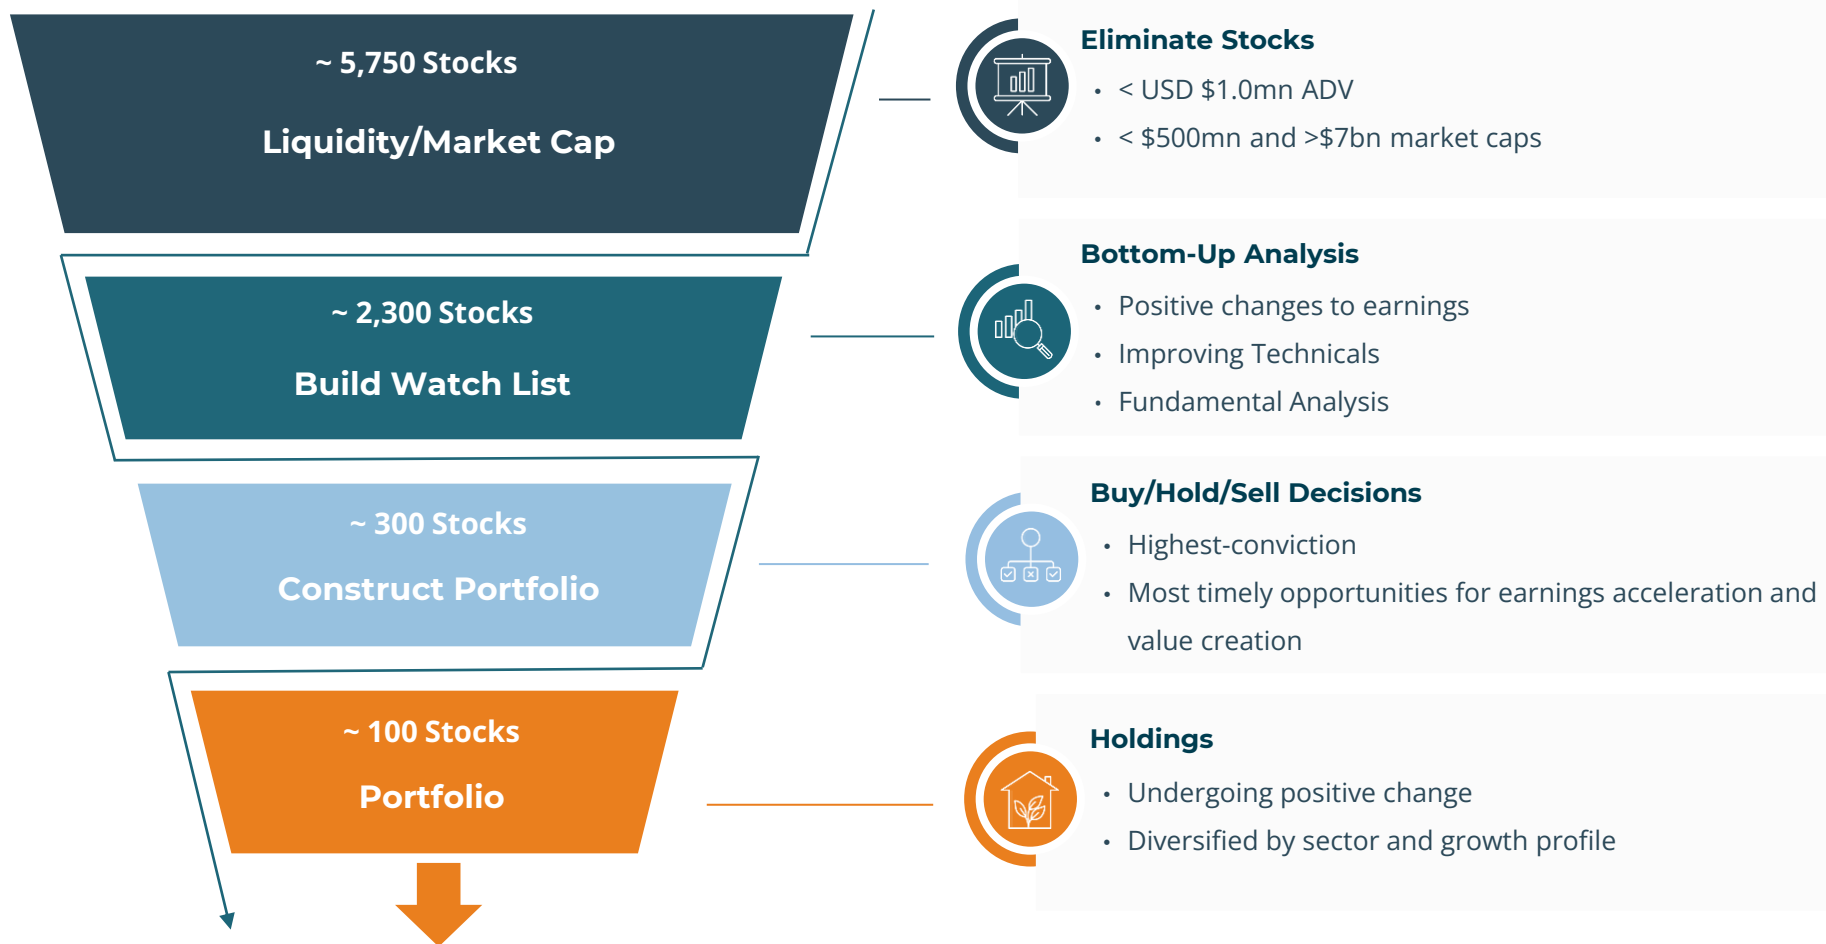 ~ 5,750 Stocks
Liquidity/Market Cap
Eliminate Stocks
• < USD $1.0mn ADV
• < $500mn and >$7bn market caps
~ 2,300 Stocks
Build Watch List
Bottom-Up Analysis
• Positive changes to earnings
• Improving Technicals
• Fundamental Analysis
~ 300 Stocks
Construct Portfolio
Buy/Hold/Sell Decisions
• Highest-conviction
• Most timely opportunities for earnings acceleration and
value creation
~ 100 Stocks
Portfolio
Holdings
• Undergoing positive change
• Diversified by sector and growth profile